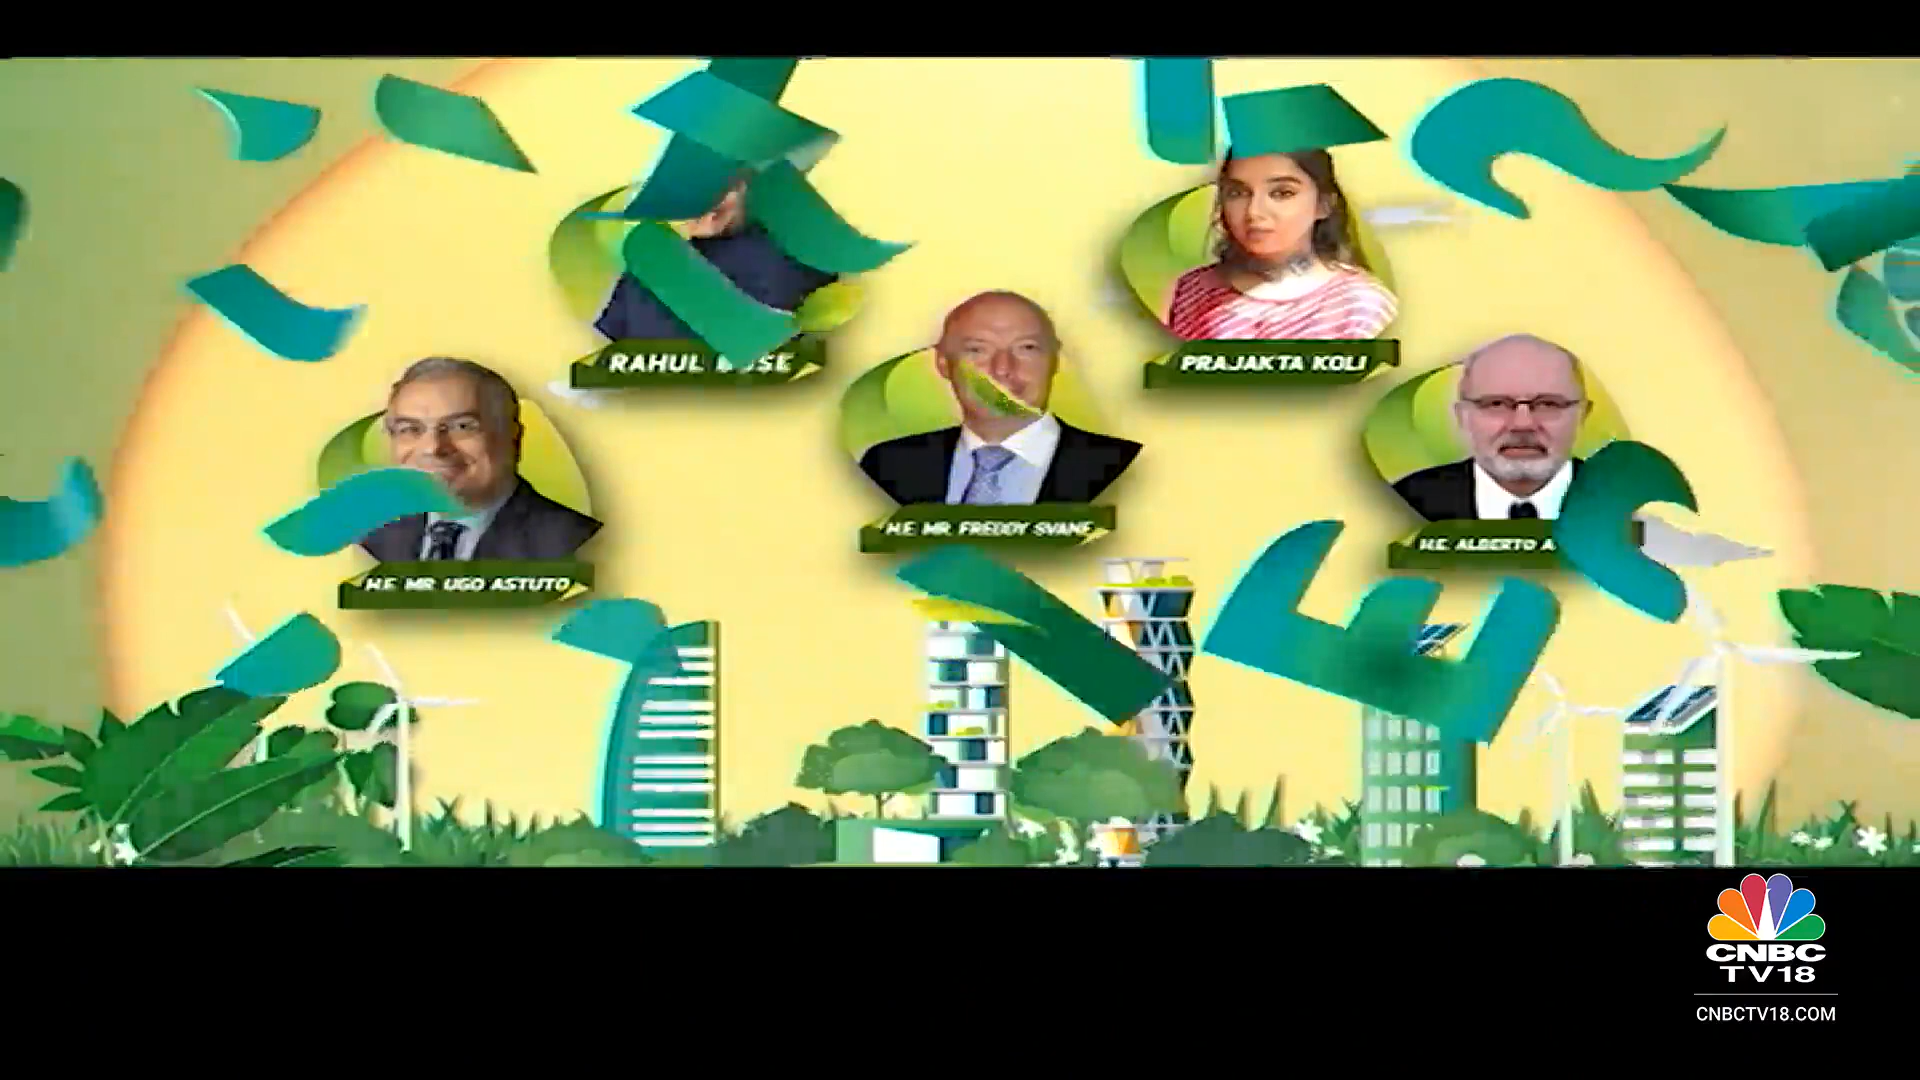 RAHUL
PRAJAKTA KOLI
H.E. MR. FREDDY SVANE
H.E. ALBERTO A
H.E. MR. UGO ASTUTO
CNBC
TV18
CNBCTV18.COM